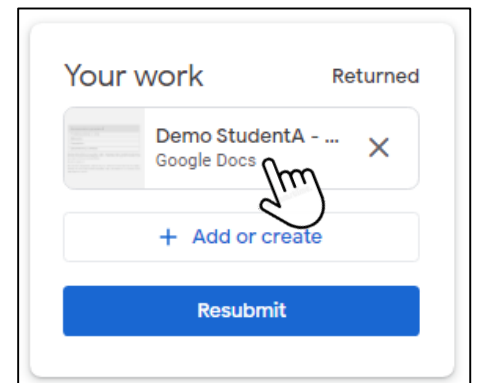 Your work Returned
Demo StudentA - ...
Google Docs
+ Add or create
Resubmit